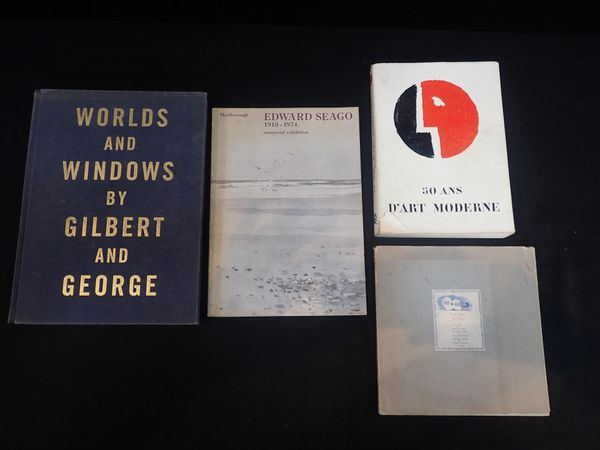 WORLDS
AND
WINDOWS
BY
GILBERT
AND
GEORGE
Marlborough
EDWARD SEAGO
1910 - 1974
memorial exhibition
50 ANS
D'ART MODERNE